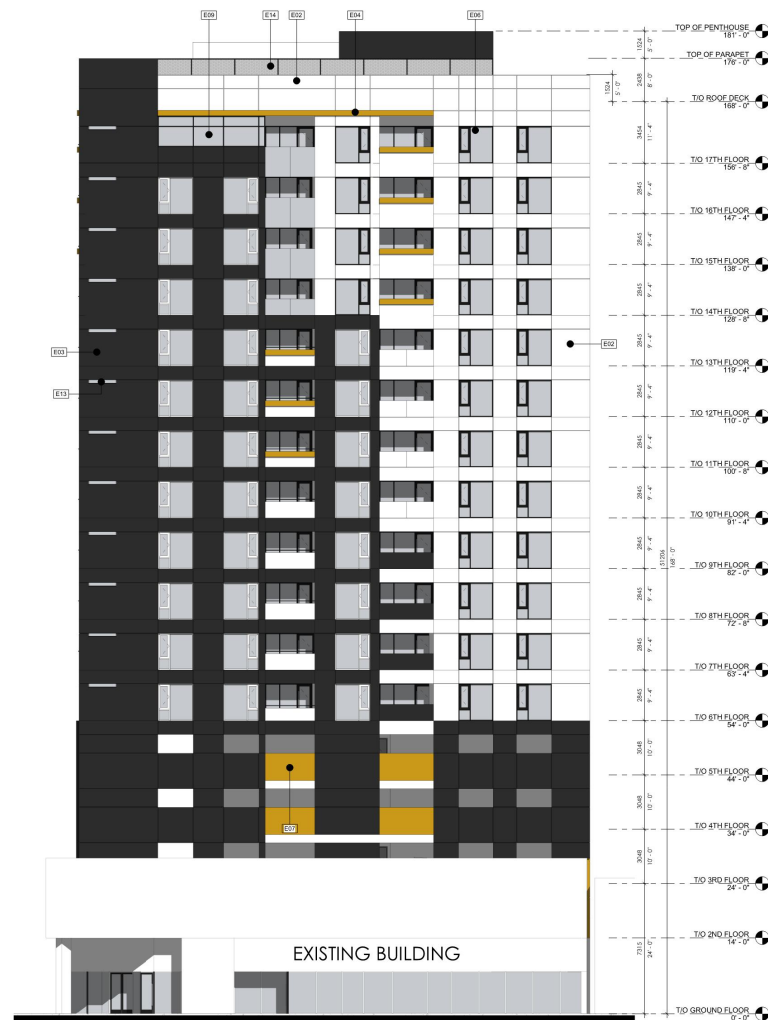 E09
E14
E02
E04
E06
TOP OF PENTHOUSE
181' - 0"
1524
5' - 0"
TOP OF PARAPET
176' - 0"
2438
8' - 0"
1524
5' - 0"
T/O ROOF DECK
168' - 0"
3454
11' - 4"
T/O 17TH FLOOR
156' - 8"
2845
9' - 4"
T/O 16TH FLOOR
147' - 4"
2845
9' - 4"
T/O 15TH FLOOR
138' - 0"
2845
9' - 4"
T/O 14TH FLOOR
128' - 8"
E03
E02
2845
9' - 4"
T/O 13TH FLOOR
119' - 4"
E13
2845
9' - 4"
T/O 12TH FLOOR
110' - 0"
2845
9' - 4"
T/O 11TH FLOOR
100' - 8"
2845
9' - 4"
T/O 10TH FLOOR
91' - 4"
2845
9' - 4"
51206
168' - 0"
T/O 9TH FLOOR
82' - 0"
2845
9' - 4"
T/O 8TH FLOOR
72' - 8"
2845
9' - 4"
T/O 7TH FLOOR
63' - 4"
2845
9' - 4"
T/O 6TH FLOOR
54' - 0"
3048
10' - 0"
T/O 5TH FLOOR
44' - 0"
3048
10' - 0"
E07
T/O 4TH FLOOR
34' - 0"
3048
10' - 0"
T/O 3RD FLOOR
24' - 0"
T/O 2ND FLOOR
14' - 0"
7315
24' - 0"
EXISTING BUILDING
T/O GROUND FLOOR
0' - 0"